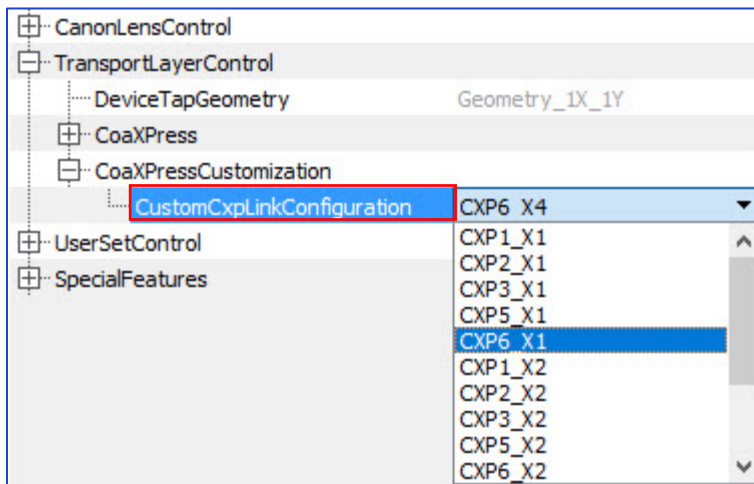 CanonLensControl
TransportLayerControl
DeviceTapGeometry Geometry_1X_1Y
CoaXPress
CoaXPressCustomization
CustomCxpLinkConfiguration CXP6_X4
CXP1_X1
UserSetControl
CXP2_X1
SpecialFeatures
CXP3_X1
CXP5_X1
CXP6_X1
CXP1_X2
CXP2_X2
CXP3_X2
CXP5_X2
CXP6_X2